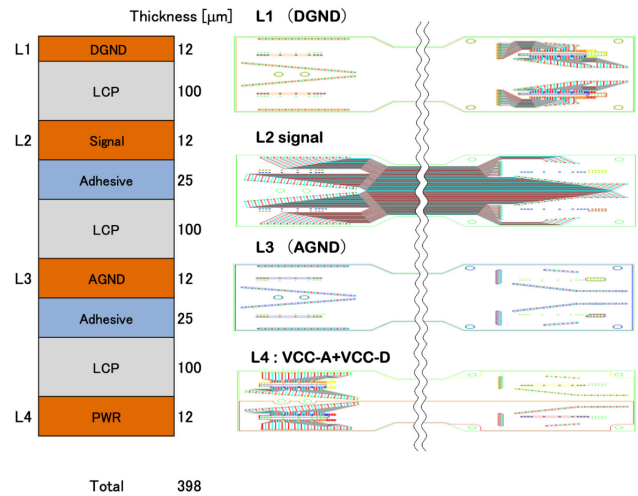 Thickness [μm]
L1 DGND 12
LCP 100
L2 Signal 12
Adhesive 25
LCP 100
L3 AGND 12
Adhesive 25
LCP 100
L4 PWR 12
Total 398
L1 （DGND）
L2 signal
L3 （AGND）
L4 : VCC-A+VCC-D